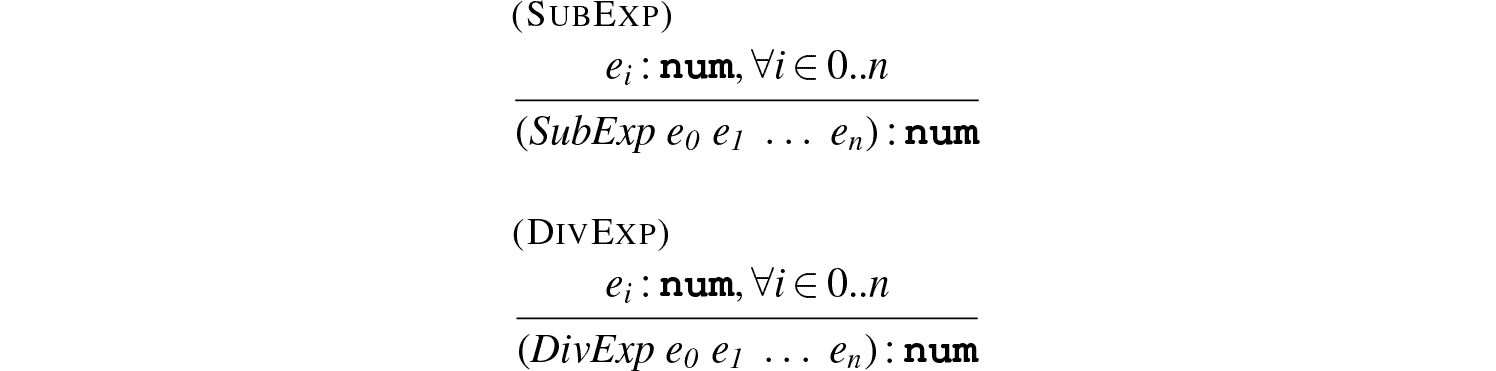 (SUBEXP)
eᵢ : num, ∀i ∈ 0..n
(SubExp e₀ e₁ ... eₙ) : num
(DIVEXP)
eᵢ : num, ∀i ∈ 0..n
(DivExp e₀ e₁ ... eₙ) : num